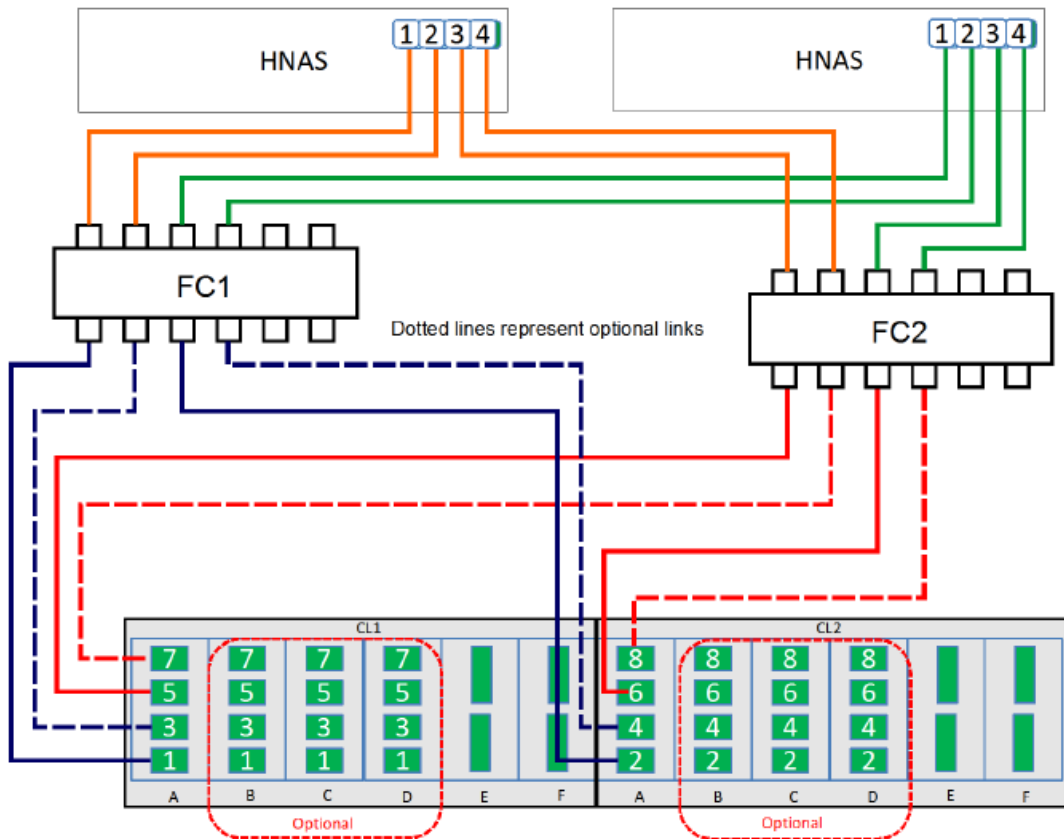 1 2 3 4
HNAS
1 2 3 4
HNAS
FC1
FC2
Dotted lines represent optional links
CL1
CL2
7 7 7 7 8 8 8 8
5 5 5 5 6 6 6 6
3 3 3 3 4 4 4 4
1 1 1 1 2 2 2 2
A B C D E F A B C D E F
Optional
Optional